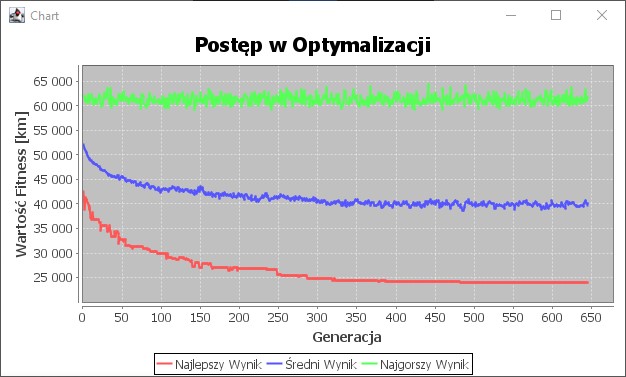 Chart
Postęp w Optymalizacji
65 000
60 000
55 000
50 000
45 000
40 000
35 000
30 000
25 000
Wartość Fitness [km]
0 50 100 150 200 250 300 350 400 450 500 550 600 650
Generacja
Najlepszy Wynik Średni Wynik Najgorszy Wynik